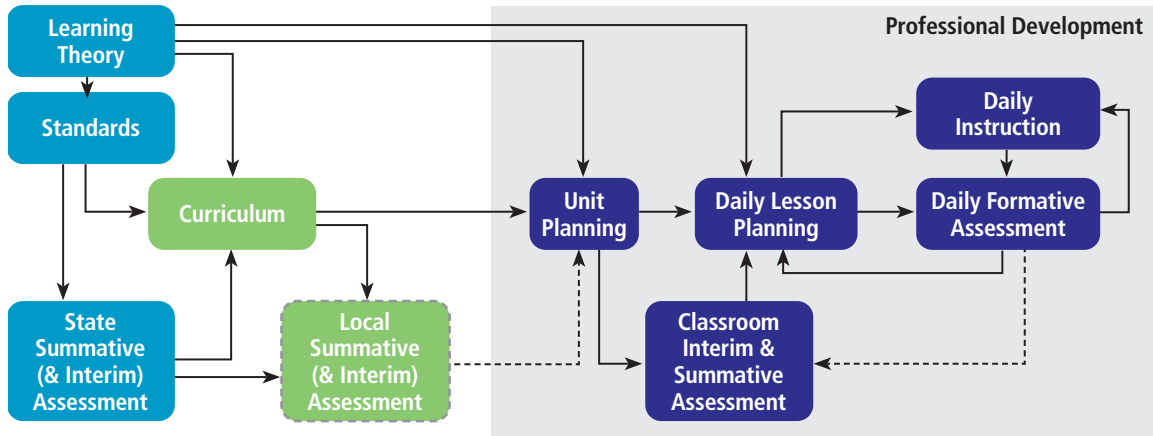 Learning
Theory
Professional Development
Standards
Daily
Instruction
Curriculum
Unit
Planning
Daily Lesson
Planning
Daily Formative
Assessment
State
Summative
(& Interim)
Assessment
Local
Summative
(& Interim)
Assessment
Classroom
Interim &
Summative
Assessment